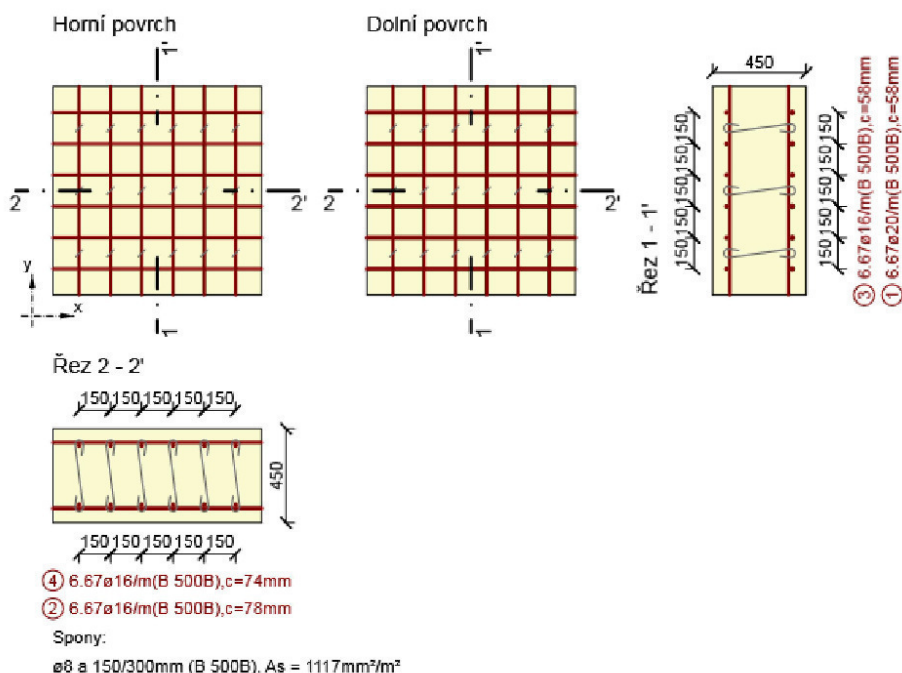 Horní povrch
Dolní povrch
1'
1'
450
2
2'
2
2'
y
x
1
1
150 150 150 150 150
150 150 150 150 150
Řez 1 - 1'
③ 6.67ø16/m(B 500B),c=58mm
① 6.67ø20/m(B 500B),c=58mm
Řez 2 - 2'
150 150 150 150 150
450
150 150 150 150 150
④ 6.67ø16/m(B 500B),c=74mm
② 6.67ø16/m(B 500B),c=78mm
Spony:
ø8 a 150/300mm (B 500B), As = 1117mm²/m²